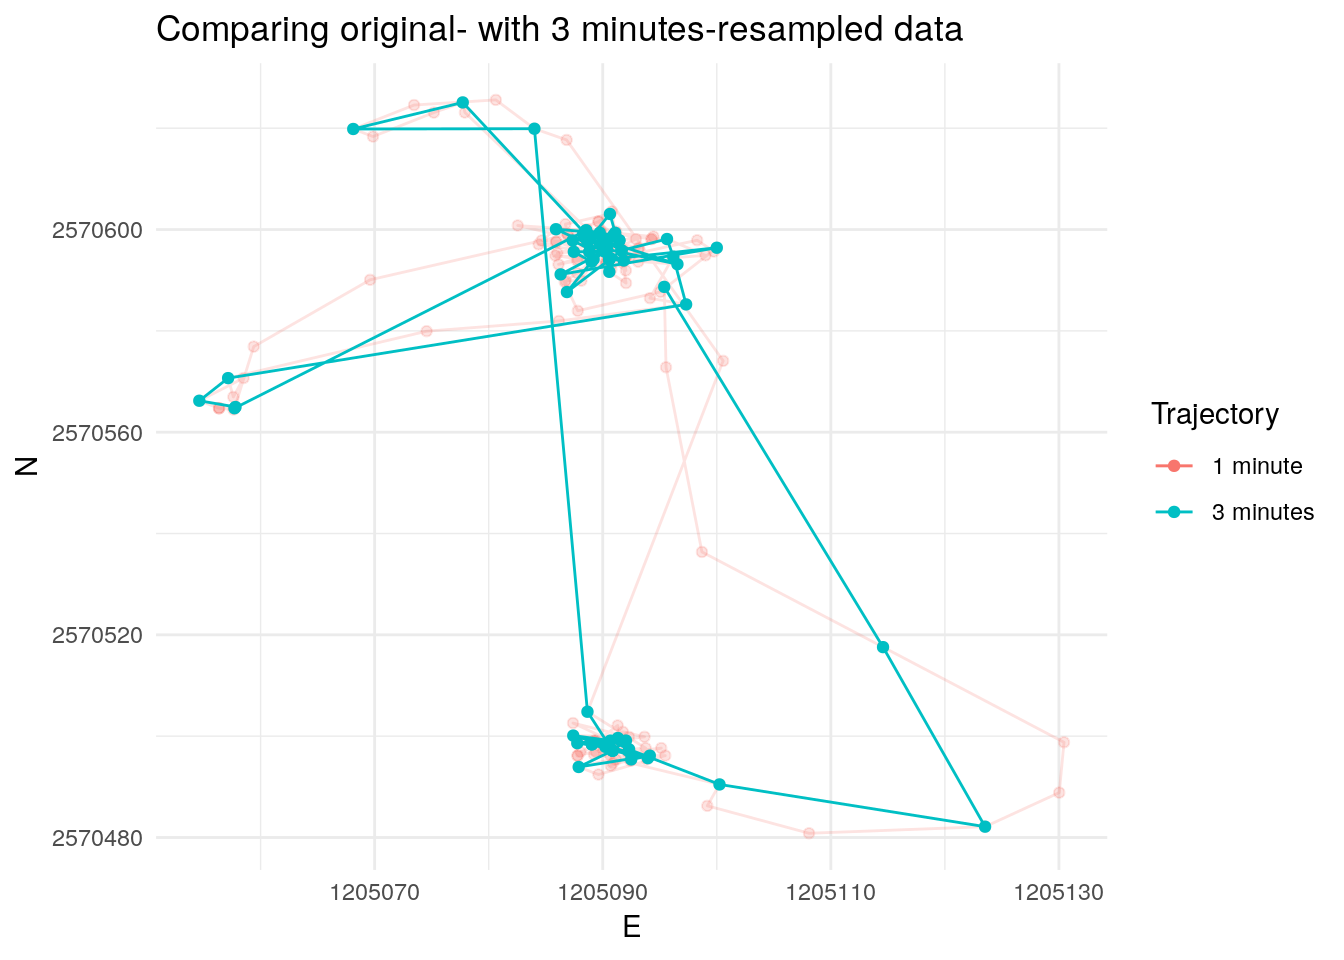 Comparing original- with 3 minutes-resampled data
N
2570600
2570560
2570520
2570480
1205070 1205090 1205110 1205130
E
Trajectory
1 minute
3 minutes